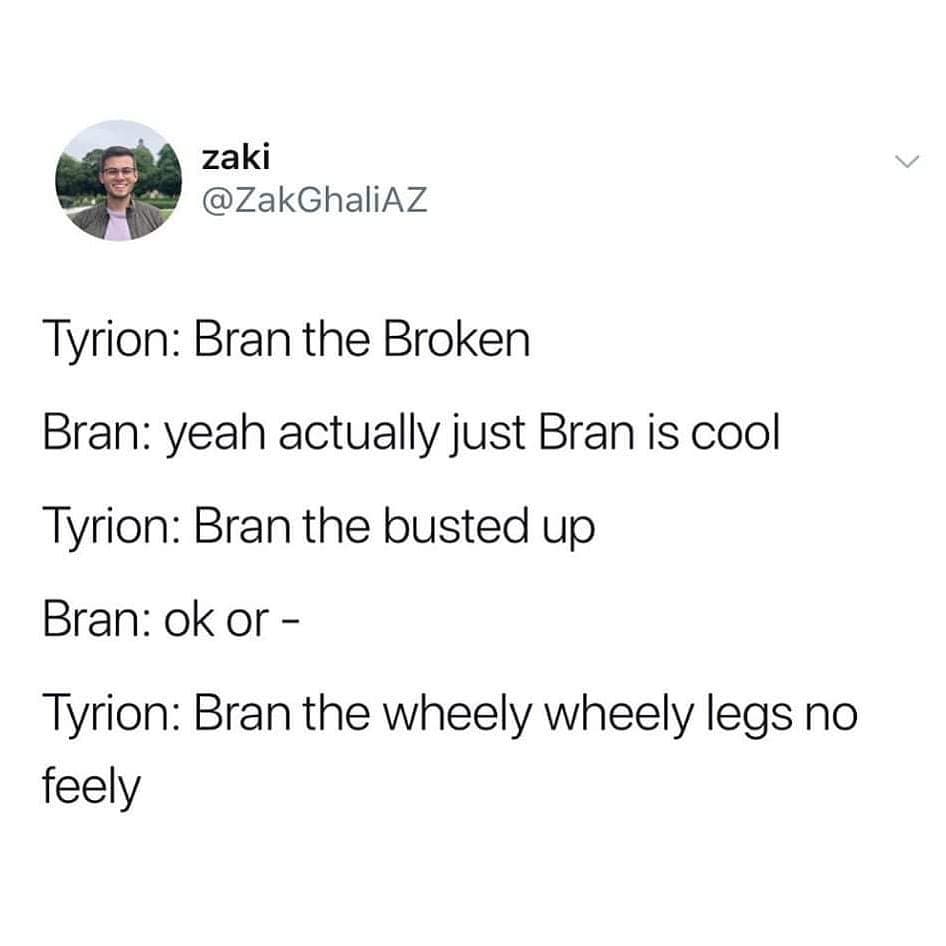 zaki
@ZakGhaliAZ
Tyrion: Bran the Broken
Bran: yeah actually just Bran is cool
Tyrion: Bran the busted up
Bran: ok or -
Tyrion: Bran the wheely wheely legs no
feely